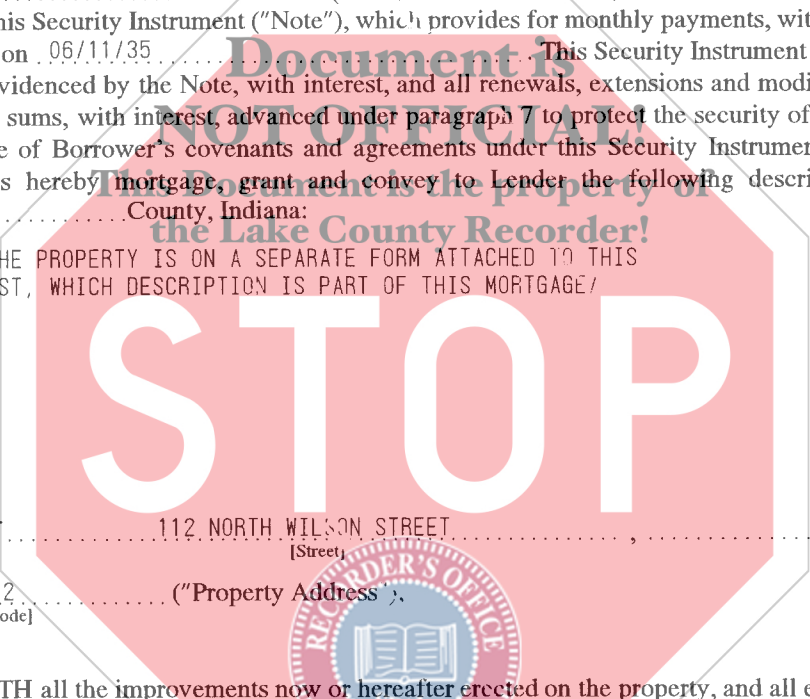 his Security Instrument ("Note"), which provides for monthly payments, wit
on 06/11/35 This Security Instrument
videnced by the Note, with interest, and all renewals, extensions and modi
sums, with interest, advanced under paragraph 7 to protect the security of
e of Borrower's covenants and agreements under this Security Instrumen
s hereby mortgage, grant and convey to Lender the following descri
County, Indiana:
Document is
NOT OFFICIAL!
This Document is the property of
the Lake County Recorder!
HE PROPERTY IS ON A SEPARATE FORM ATTACHED TO THIS
ST, WHICH DESCRIPTION IS PART OF THIS MORTGAGE/
STOP
112 NORTH WILSON STREET ,
[Street]
2 ("Property Address"),
ode]
RECORDER'S OFFICE
TH all the improvements now or hereafter erected on the property, and all